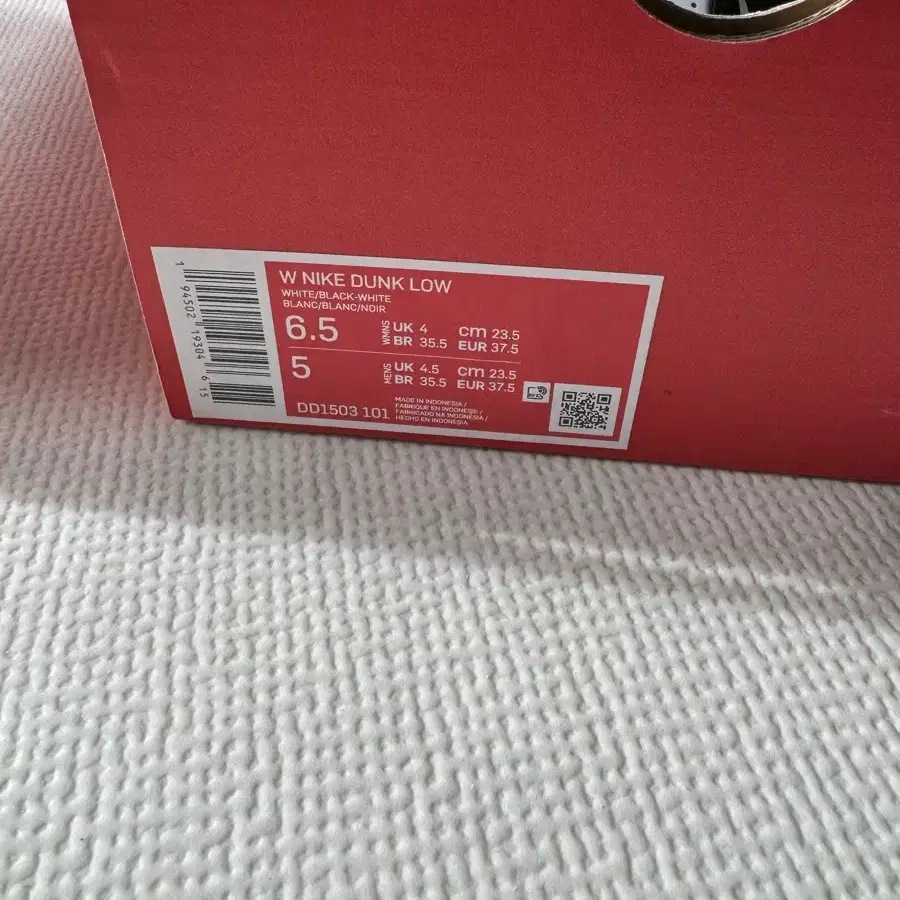 W NIKE DUNK LOW
WHITE/BLACK-WHITE
BLANC/BLANC/NOIR
6.5 WMNS UK 4 cm 23.5
BR 35.5 EUR 37.5
5 MENS UK 4.5 cm 23.5
BR 35.5 EUR 37.5
DD1503 101
MADE IN INDONESIA /
FABRIQUE EN INDONESIE /
FABRICADO NA INDONÉSIA /
HECHO EN INDONESIA
1 94502 19304 6 15